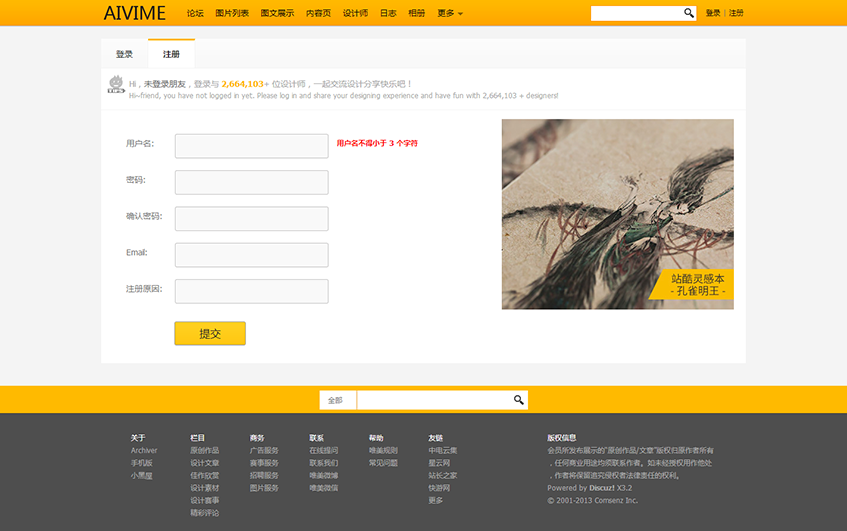 AIVIME 论坛 图片列表 图文展示 内容页 设计师 日志 相册 更多 登录 | 注册
登录 注册
Hi，未登录朋友，登录与 2,664,103+ 位设计师，一起交流设计分享快乐吧！
Hi~friend, you have not logged in yet. Please log in and share your designing experience and have fun with 2,664,103 + designers!
用户名: 用户名不得小于 3 个字符
密码:
确认密码:
Email:
注册原因:
提交
站酷灵感本
- 孔雀明王 -
全部
关于
Archiver
手机版
小黑屋
栏目
原创作品
设计文章
佳作欣赏
设计素材
设计赛事
精彩评论
商务
广告服务
赛事服务
招聘服务
图片服务
联系
在线提问
联系我们
唯美微博
唯美微信
帮助
唯美规则
常见问题
友链
中电云集
星云网
站长之家
快游网
更多
版权信息
会员所发布展示的“原创作品/文章”版权归原作者所有
，任何商业用途均须联系作者。如未经授权用作他处
，作者将保留追究侵权者法律责任的权利。
Powered by Discuz! X3.2
© 2001-2013 Comsenz Inc.